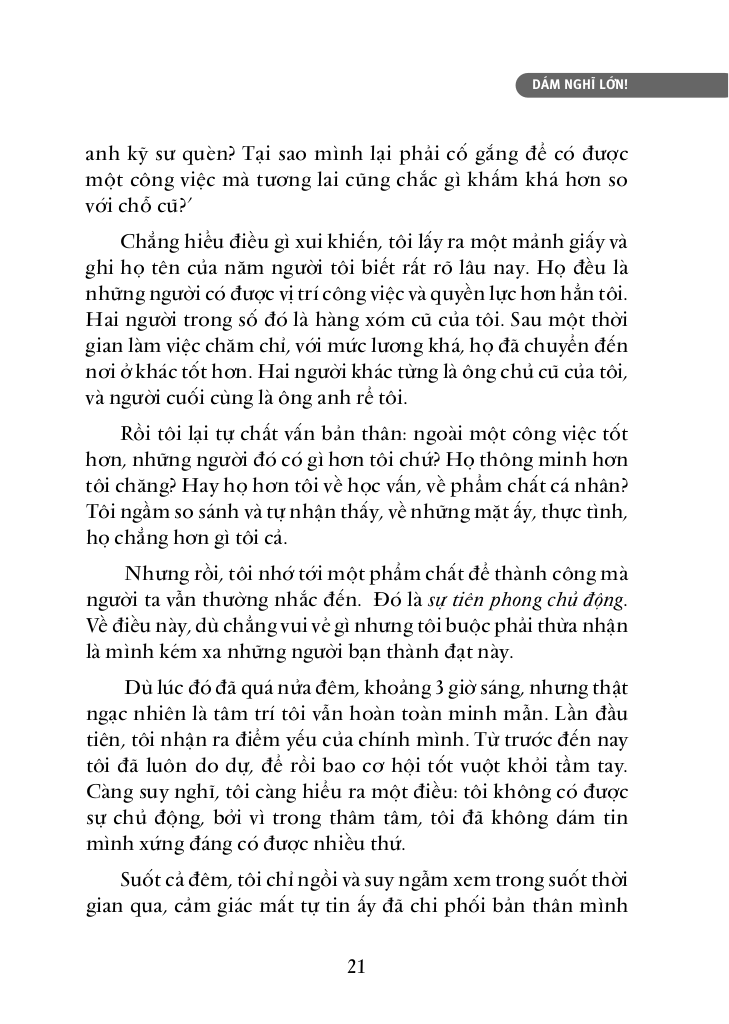 DÁM NGHĨ LỚN!
anh kỹ sư quèn? Tại sao mình lại phải cố gắng để có được
một công việc mà tương lai cũng chắc gì khấm khá hơn so
với chỗ cũ?’
Chẳng hiểu điều gì xui khiến, tôi lấy ra một mảnh giấy và
ghi họ tên của năm người tôi biết rất rõ lâu nay. Họ đều là
những người có được vị trí công việc và quyền lực hơn hẳn tôi.
Hai người trong số đó là hàng xóm cũ của tôi. Sau một thời
gian làm việc chăm chỉ, với mức lương khá, họ đã chuyển đến
nơi ở khác tốt hơn. Hai người khác từng là ông chủ cũ của tôi,
và người cuối cùng là ông anh rể tôi.
Rồi tôi lại tự chất vấn bản thân: ngoài một công việc tốt
hơn, những người đó có gì hơn tôi chứ? Họ thông minh hơn
tôi chăng? Hay họ hơn tôi về học vấn, về phẩm chất cá nhân?
Tôi ngầm so sánh và tự nhận thấy, về những mặt ấy, thực tình,
họ chẳng hơn gì tôi cả.
Nhưng rồi, tôi nhớ tới một phẩm chất để thành công mà
người ta vẫn thường nhắc đến. Đó là sự tiên phong chủ động.
Về điều này, dù chẳng vui vẻ gì nhưng tôi buộc phải thừa nhận
là mình kém xa những người bạn thành đạt này.
Dù lúc đó đã quá nửa đêm, khoảng 3 giờ sáng, nhưng thật
ngạc nhiên là tâm trí tôi vẫn hoàn toàn minh mẫn. Lần đầu
tiên, tôi nhận ra điểm yếu của chính mình. Từ trước đến nay
tôi đã luôn do dự, để rồi bao cơ hội tốt vuột khỏi tầm tay.
Càng suy nghĩ, tôi càng hiểu ra một điều: tôi không có được
sự chủ động, bởi vì trong thâm tâm, tôi đã không dám tin
mình xứng đáng có được nhiều thứ.
Suốt cả đêm, tôi chỉ ngồi và suy ngẫm xem trong suốt thời
gian qua, cảm giác mất tự tin ấy đã chi phối bản thân mình
21